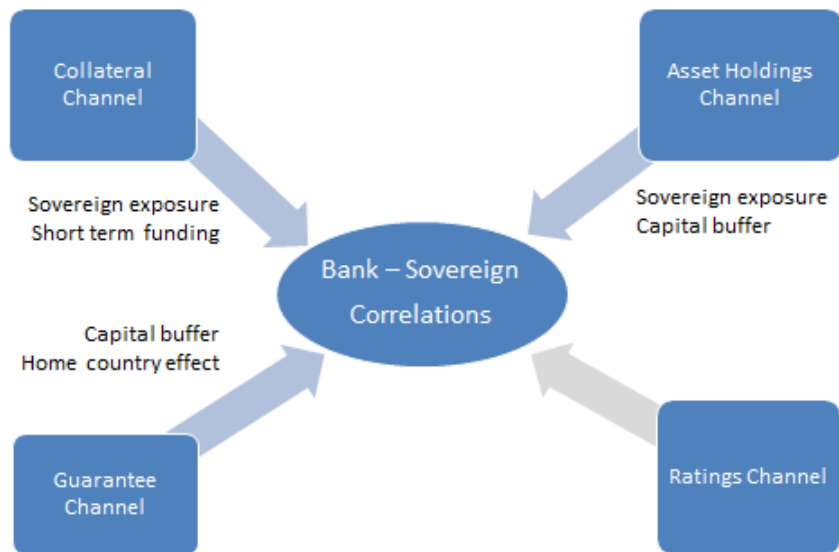 Collateral
Channel
Asset Holdings
Channel
Sovereign exposure
Short term funding
Sovereign exposure
Capital buffer
Bank – Sovereign
Correlations
Capital buffer
Home country effect
Guarantee
Channel
Ratings Channel